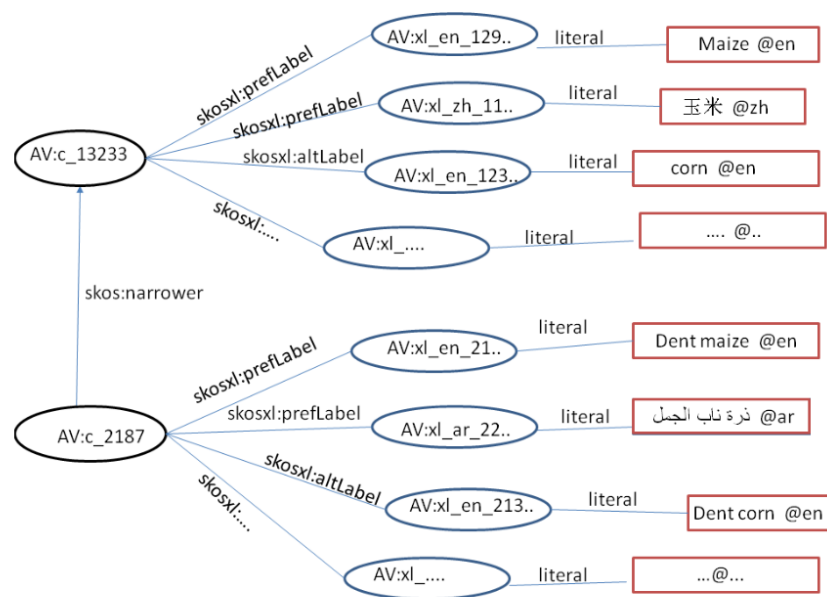 AV:xl_en_129..
literal
Maize @en
skosxl:prefLabel
AV:xl_zh_11..
literal
玉米 @zh
skosxl:prefLabel
AV:c_13233
skosxl:altLabel
AV:xl_en_123..
literal
corn @en
skosxl:....
AV:xl_....
literal
.... @..
skos:narrower
AV:xl_en_21..
literal
Dent maize @en
skosxl:prefLabel
AV:c_2187
skosxl:prefLabel
AV:xl_ar_22..
literal
ذرة ناب الجمل @ar
skosxl:altLabel
AV:xl_en_213..
literal
Dent corn @en
skosxl:....
AV:xl_....
literal
...@...